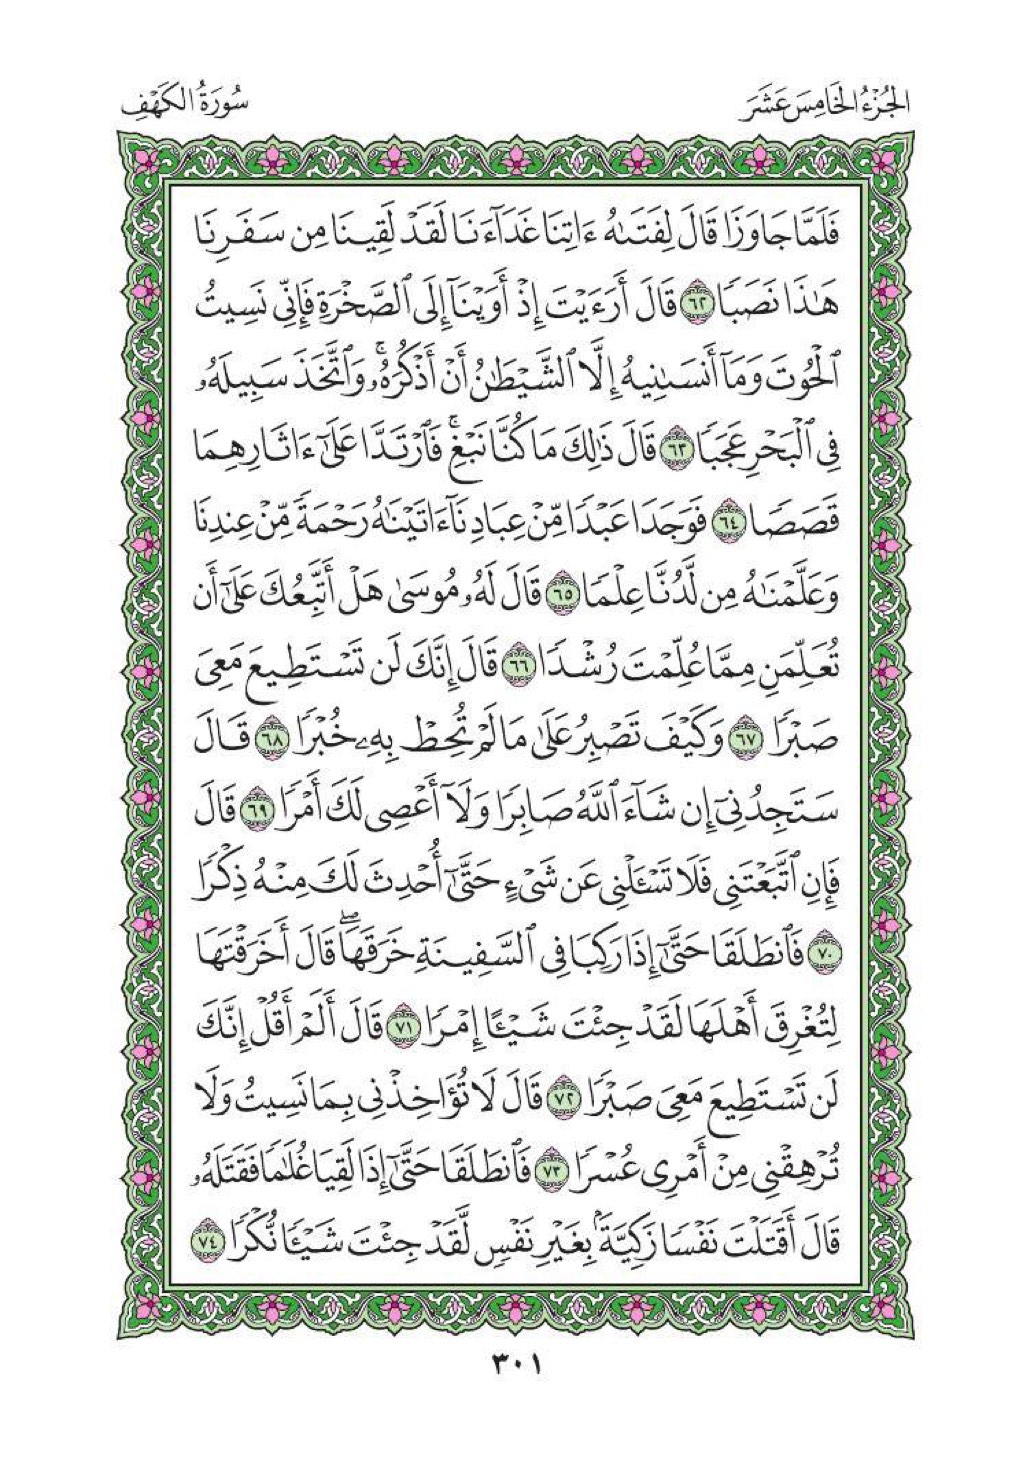 الجُزْءُ الخَامِسَ عَشَرَ
سُورَةُ الكَهْفِ
فَلَمَّا جَاوَزَا قَالَ لِفَتَىٰهُ ءَاتِنَا غَدَآءَنَا لَقَدْ لَقِينَا مِن سَفَرِنَا
هَٰذَا نَصَبًا ٦٢ قَالَ أَرَءَيْتَ إِذْ أَوَيْنَآ إِلَى ٱلصَّخْرَةِ فَإِنِّى نَسِيتُ
ٱلْحُوتَ وَمَآ أَنسَىٰنِيهُ إِلَّا ٱلشَّيْطَٰنُ أَنْ أَذْكُرَهُۥۚ وَٱتَّخَذَ سَبِيلَهُۥ
فِى ٱلْبَحْرِ عَجَبًا ٦٣ قَالَ ذَٰلِكَ مَا كُنَّا نَبْغِۚ فَٱرْتَدَّا عَلَىٰٓ ءَاثَارِهِمَا
قَصَصًا ٦٤ فَوَجَدَا عَبْدًا مِّنْ عِبَادِنَآ ءَاتَيْنَٰهُ رَحْمَةً مِّنْ عِندِنَا
وَعَلَّمْنَٰهُ مِن لَّدُنَّا عِلْمًا ٦٥ قَالَ لَهُۥ مُوسَىٰ هَلْ أَتَّبِعُكَ عَلَىٰٓ أَن
تُعَلِّمَنِ مِمَّا عُلِّمْتَ رُشْدًا ٦٦ قَالَ إِنَّكَ لَن تَسْتَطِيعَ مَعِىَ
صَبْرًا ٦٧ وَكَيْفَ تَصْبِرُ عَلَىٰ مَا لَمْ تُحِطْ بِهِۦ خُبْرًا ٦٨ قَالَ
سَتَجِدُنِىٓ إِن شَآءَ ٱللَّهُ صَابِرًا وَلَآ أَعْصِى لَكَ أَمْرًا ٦٩ قَالَ
فَإِنِ ٱتَّبَعْتَنِى فَلَا تَسْـَٔلْنِى عَن شَىْءٍ حَتَّىٰٓ أُحْدِثَ لَكَ مِنْهُ ذِكْرًا
٧٠ فَٱنطَلَقَا حَتَّىٰٓ إِذَا رَكِبَا فِى ٱلسَّفِينَةِ خَرَقَهَاۖ قَالَ أَخَرَقْتَهَا
لِتُغْرِقَ أَهْلَهَا لَقَدْ جِئْتَ شَيْـًٔا إِمْرًا ٧١ قَالَ أَلَمْ أَقُلْ إِنَّكَ
لَن تَسْتَطِيعَ مَعِىَ صَبْرًا ٧٢ قَالَ لَا تُؤَاخِذْنِى بِمَا نَسِيتُ وَلَا
تُرْهِقْنِى مِنْ أَمْرِى عُسْرًا ٧٣ فَٱنطَلَقَا حَتَّىٰٓ إِذَا لَقِيَا غُلَٰمًا فَقَتَلَهُۥ
قَالَ أَقَتَلْتَ نَفْسًا زَكِيَّةًۢ بِغَيْرِ نَفْسٍ لَّقَدْ جِئْتَ شَيْـًٔا نُّكْرًا ٧٤
٣٠١